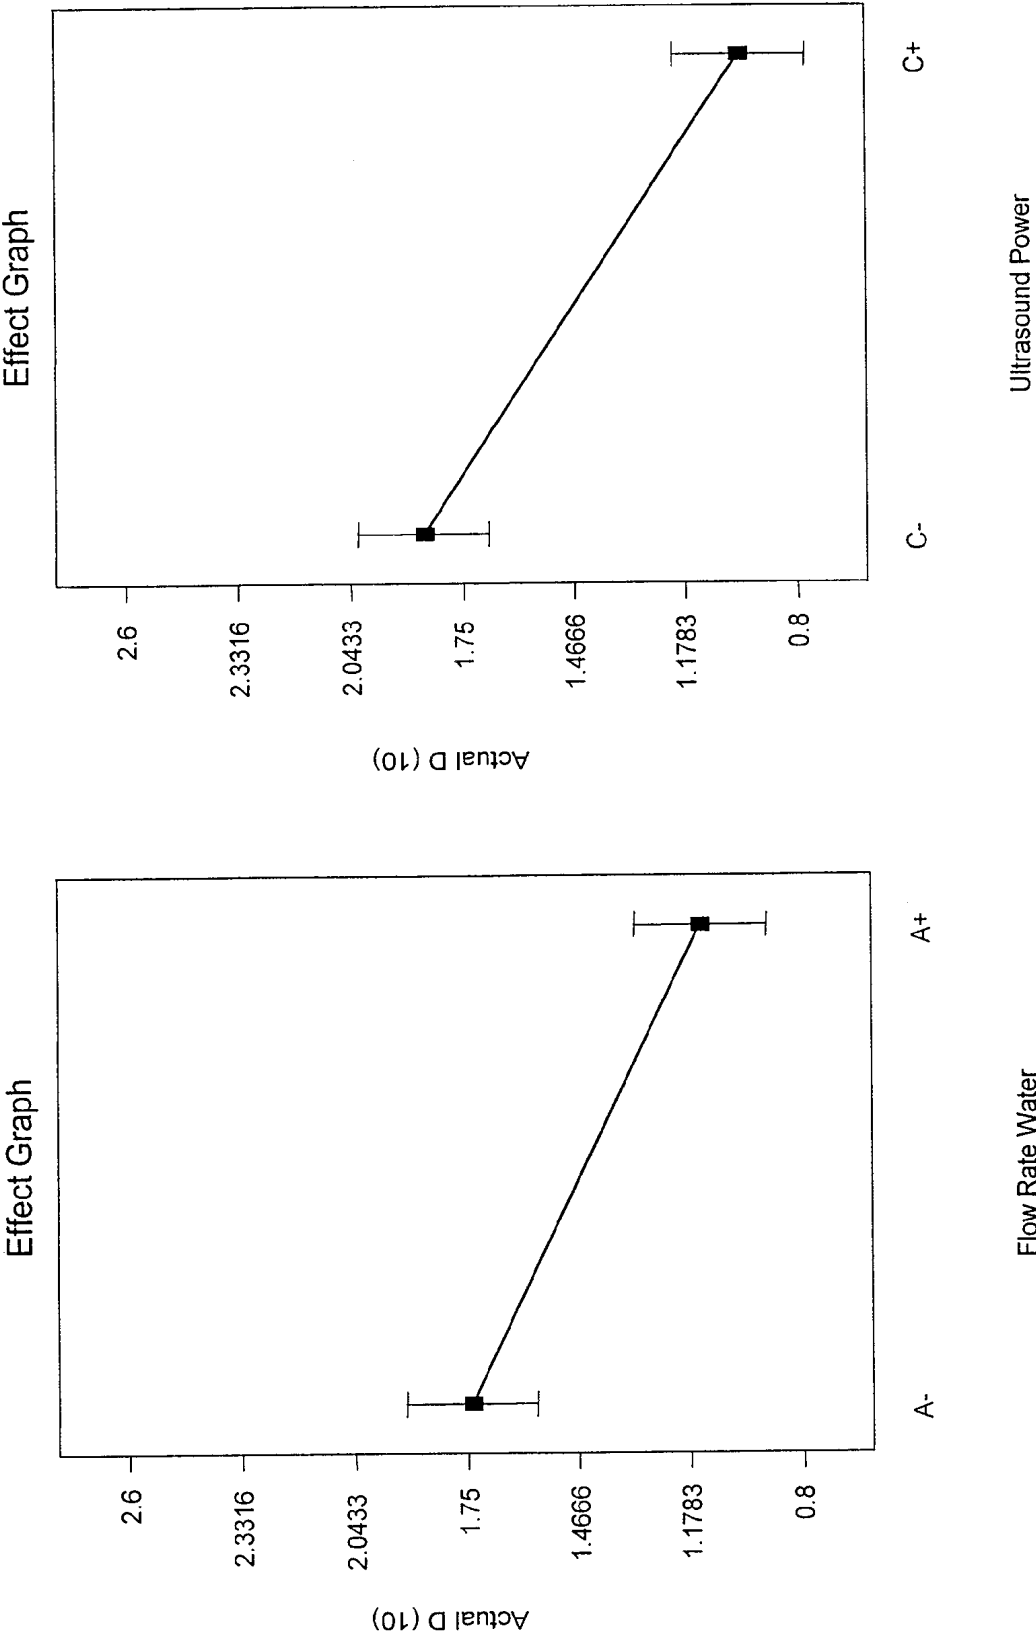 Effect Graph
2.6
2.3316
2.0433
1.75
1.4666
1.1783
0.8
Actual D (10)
A-
A+
Flow Rate Water
Effect Graph
2.6
2.3316
2.0433
1.75
1.4666
1.1783
0.8
Actual D (10)
C-
C+
Ultrasound Power